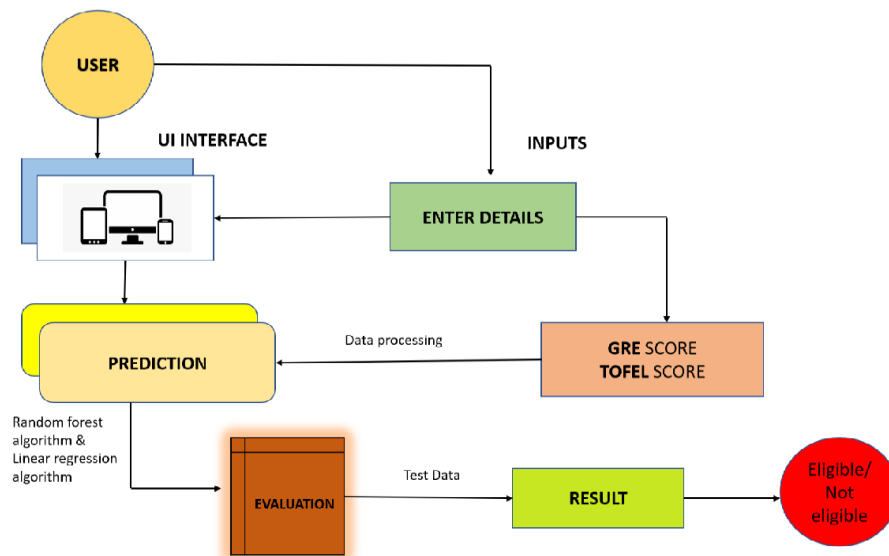 USER
UI INTERFACE
INPUTS
ENTER DETAILS
Data processing
GRE SCORE
TOFEL SCORE
PREDICTION
Random forest
algorithm &
Linear regression
algorithm
EVALUATION
Test Data
RESULT
Eligible/
Not
eligible